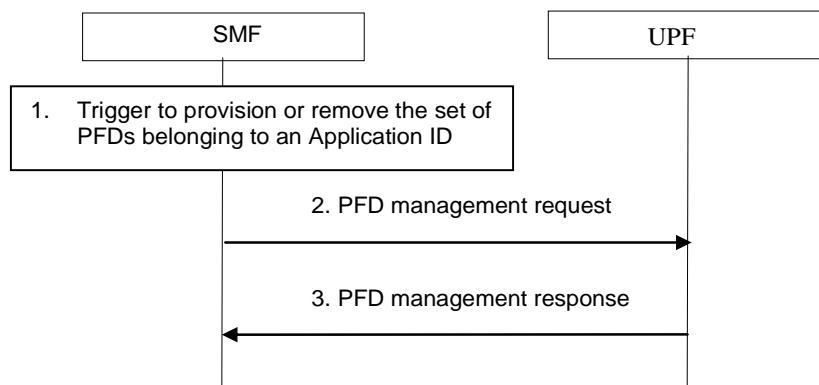 SMF
UPF
1. Trigger to provision or remove the set of
PFDs belonging to an Application ID
2. PFD management request
3. PFD management response